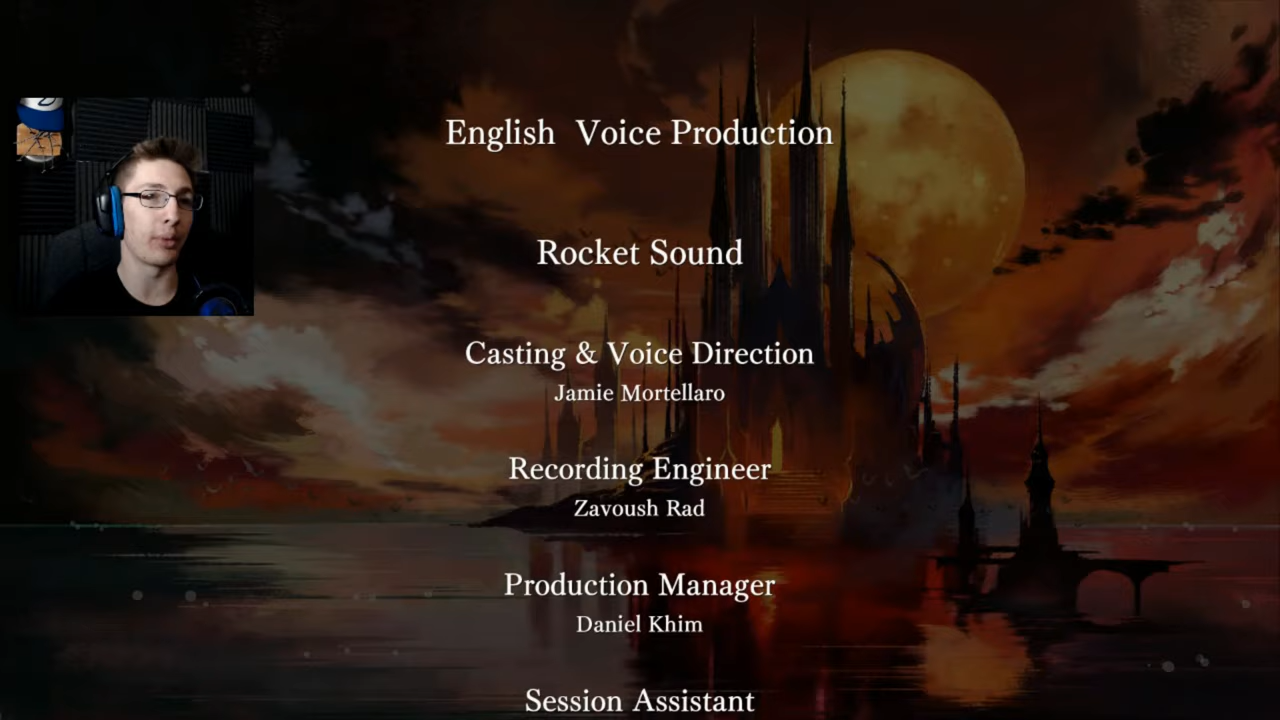 English  Voice Production
Rocket Sound
Casting & Voice Direction
Jamie Mortellaro
Recording Engineer
Zavoush Rad
Production Manager
Daniel Khim
Session Assistant